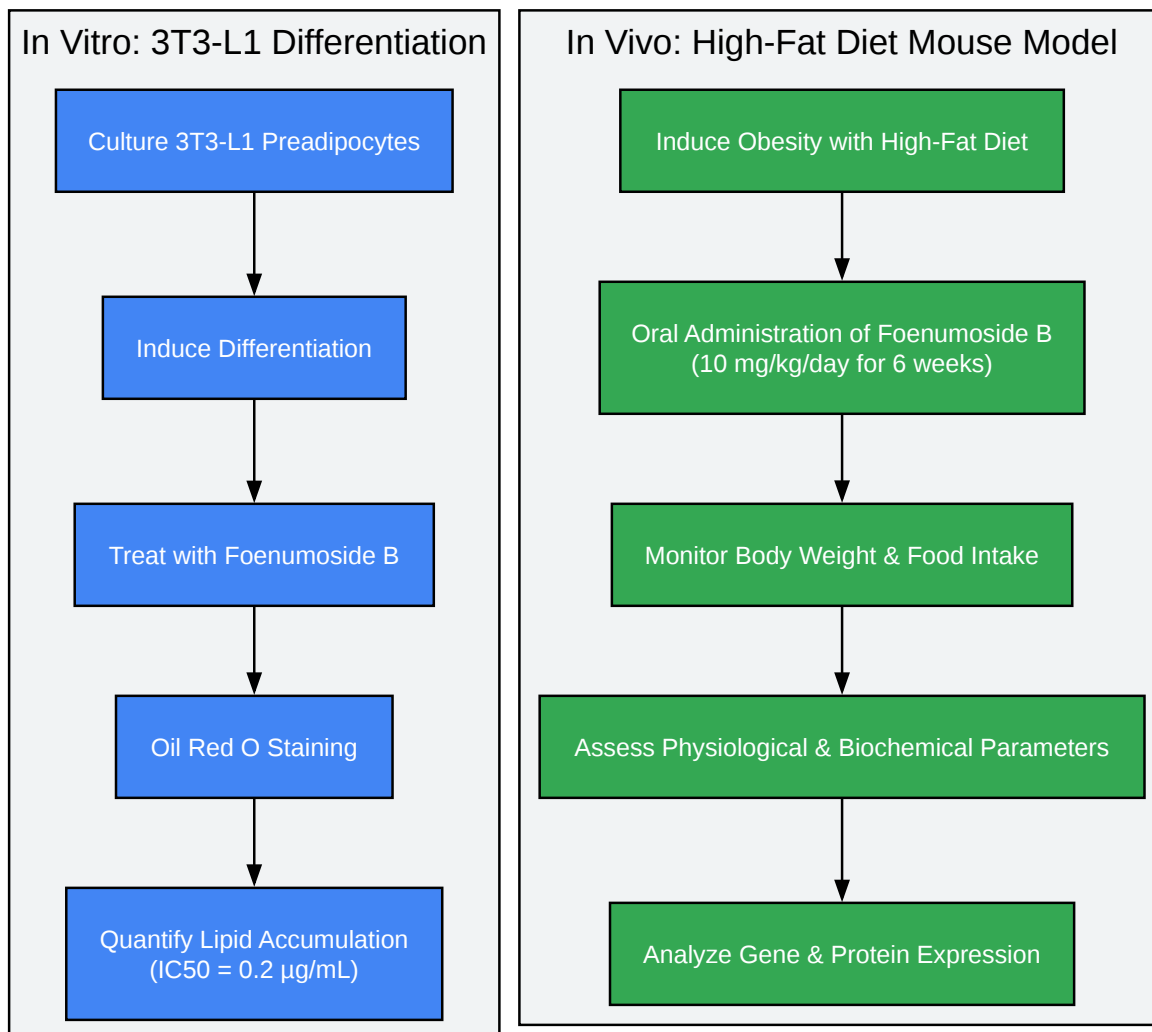 In Vitro: 3T3-L1 Differentiation
Culture 3T3-L1 Preadipocytes
Induce Differentiation
Treat with Foenumoside B
Oil Red O Staining
Quantify Lipid Accumulation
(IC50 = 0.2 µg/mL)
In Vivo: High-Fat Diet Mouse Model
Induce Obesity with High-Fat Diet
Oral Administration of Foenumoside B
(10 mg/kg/day for 6 weeks)
Monitor Body Weight & Food Intake
Assess Physiological & Biochemical Parameters
Analyze Gene & Protein Expression